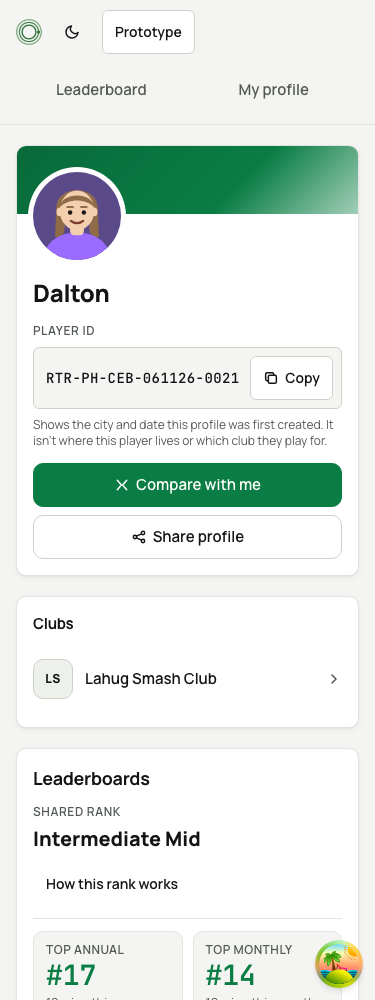 Prototype
Leaderboard
My profile
Dalton
PLAYER ID
RTR-PH-CEB-061126-0021
Copy
Shows the city and date this profile was first created. It
isn't where this player lives or which club they play for.
Compare with me
Share profile
Clubs
LS
Lahug Smash Club
Leaderboards
SHARED RANK
Intermediate Mid
How this rank works
TOP ANNUAL
#17
TOP MONTHLY
#14